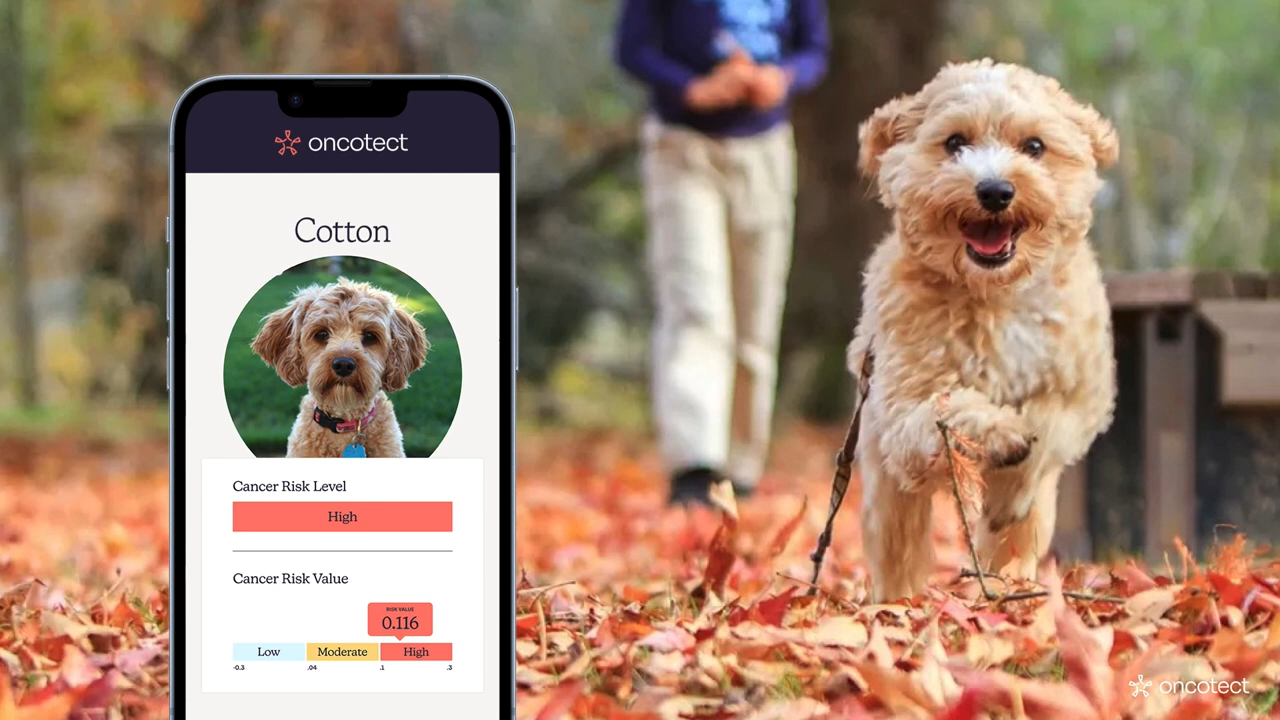 oncotect
Cotton
Cancer Risk Level
High
Cancer Risk Value
RISK VALUE
0.116
Low Moderate High
-0.3 .04 .1 .3
oncotect